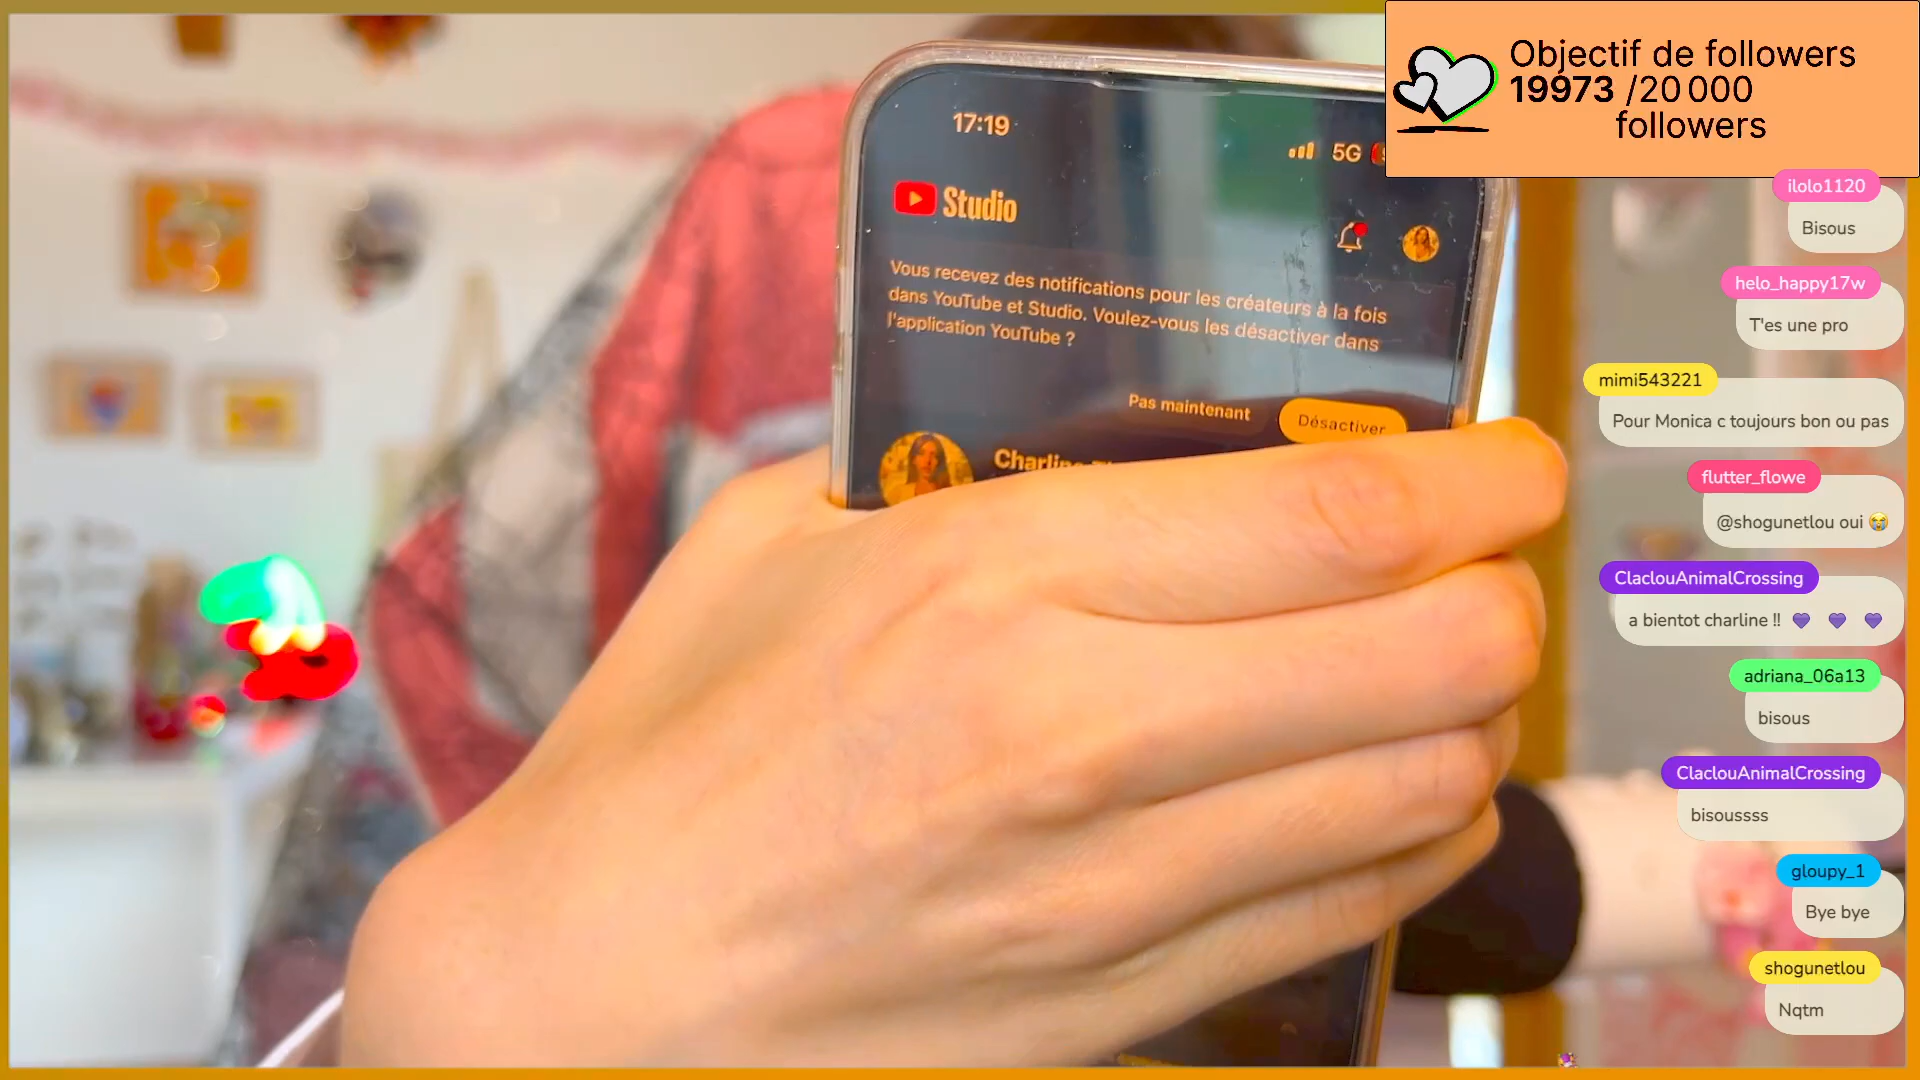 Objectif de followers
19973 /20 000
followers
17:19
5G
Studio
Vous recevez des notifications pour les créateurs à la fois
dans YouTube et Studio. Voulez-vous les désactiver dans
l'application YouTube ?
Pas maintenant
Désactiver
Charline
ilolo1120
Bisous
helo_happy17w
T'es une pro
mimi543221
Pour Monica c toujours bon ou pas
flutter_flowe
@shogunetlou oui 😭
ClaclouAnimalCrossing
a bientot charline !! 💜 💜 💜
adriana_06a13
bisous
ClaclouAnimalCrossing
bisoussss
gloupy_1
Bye bye
shogunetlou
Nqtm